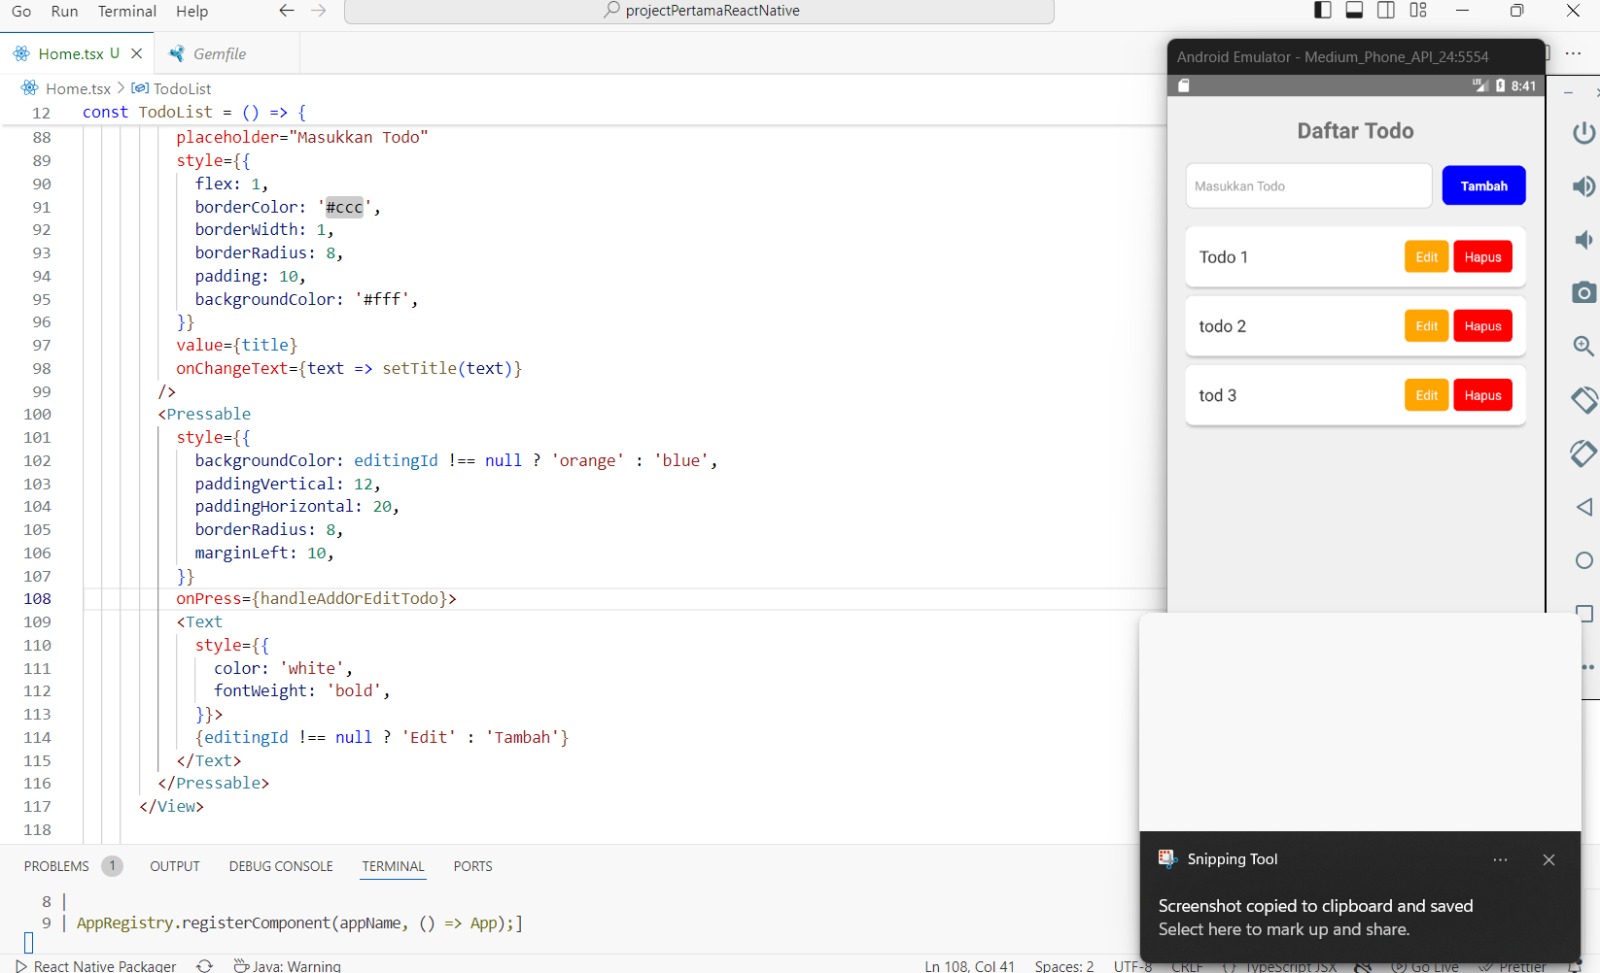 Go Run Terminal Help
projectPertamaReactNative
Home.tsx U
Gemfile
Home.tsx > TodoList
12 const TodoList = () => {
88 placeholder="Masukkan Todo"
89 style={{
90 flex: 1,
91 borderColor: '#ccc',
92 borderWidth: 1,
93 borderRadius: 8,
94 padding: 10,
95 backgroundColor: '#fff',
96 }}
97 value={title}
98 onChangeText={text => setTitle(text)}
99 />
100 <Pressable
101 style={{
102 backgroundColor: editingId !== null ? 'orange' : 'blue',
103 paddingVertical: 12,
104 paddingHorizontal: 20,
105 borderRadius: 8,
106 marginLeft: 10,
107 }}
108 onPress={handleAddOrEditTodo}>
109 <Text
110 style={{
111 color: 'white',
112 fontWeight: 'bold',
113 }}>
114 {editingId !== null ? 'Edit' : 'Tambah'}
115 </Text>
116 </Pressable>
117 </View>
118
Android Emulator - Medium_Phone_API_24:5554
LTE 8:41
Daftar Todo
Masukkan Todo Tambah
Todo 1 Edit Hapus
todo 2 Edit Hapus
tod 3 Edit Hapus
PROBLEMS 1 OUTPUT DEBUG CONSOLE TERMINAL PORTS
8 |
9 | AppRegistry.registerComponent(appName, () => App);]
Snipping Tool
Screenshot copied to clipboard and saved
Select here to mark up and share.
React Native Packager Java: Warning Ln 108, Col 41 Spaces: 2 UTF-8 CRLF {} TypeScript JSX Go Live Prettier